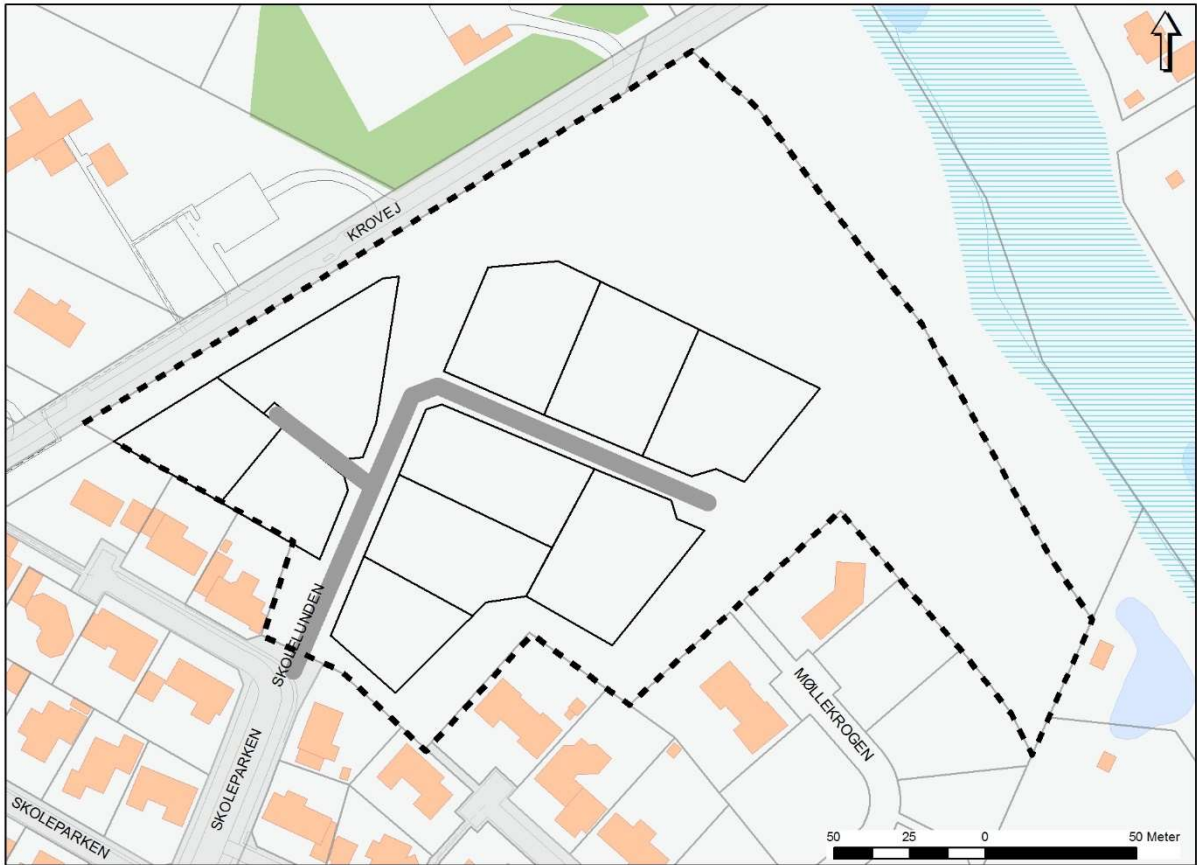 KROVEJ
SKOLELUNDEN
MØLLEKROGEN
SKOLEPARKEN
SKOLEPARKEN
50 25 0 50 Meter